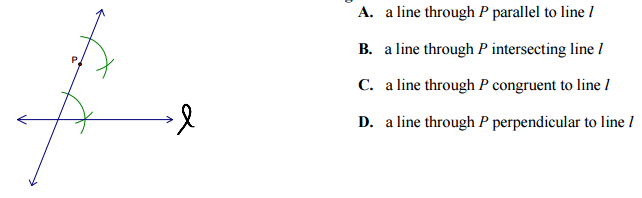 P
l
A. a line through P parallel to line l
B. a line through P intersecting line l
C. a line through P congruent to line l
D. a line through P perpendicular to line l